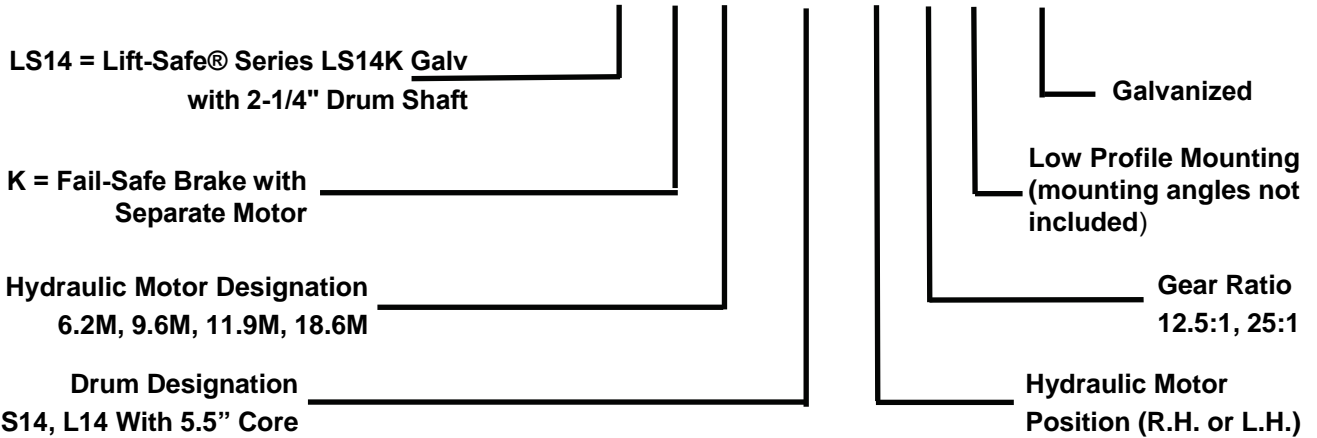 LS14 = Lift-Safe® Series LS14K Galv
with 2-1/4" Drum Shaft
Galvanized
K = Fail-Safe Brake with
Separate Motor
Low Profile Mounting
(mounting angles not
included)
Hydraulic Motor Designation
6.2M, 9.6M, 11.9M, 18.6M
Gear Ratio
12.5:1, 25:1
Drum Designation
S14, L14 With 5.5” Core
Hydraulic Motor
Position (R.H. or L.H.)